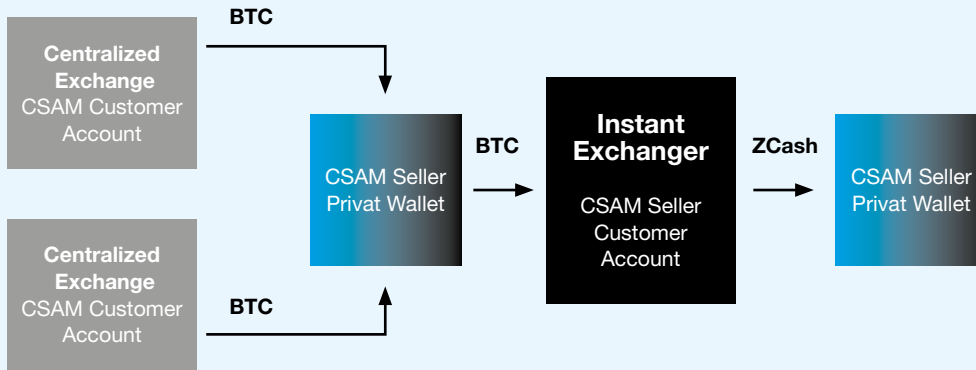 BTC
Centralized
Exchange
CSAM Customer
Account
CSAM Seller
Privat Wallet
BTC
Instant
Exchanger
CSAM Seller
Customer
Account
ZCash
CSAM Seller
Privat Wallet
Centralized
Exchange
CSAM Customer
Account
BTC